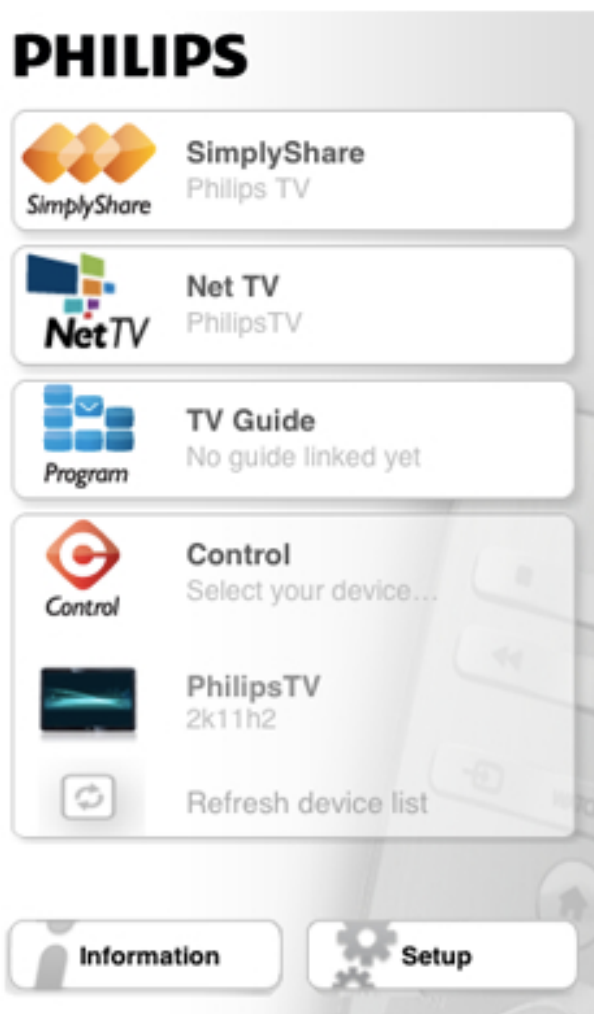 PHILIPS
SimplyShare
SimplyShare
Philips TV
NetTV
Net TV
PhilipsTV
Program
TV Guide
No guide linked yet
Control
Control
Select your device...
PhilipsTV
2k11h2
Refresh device list
Information
Setup